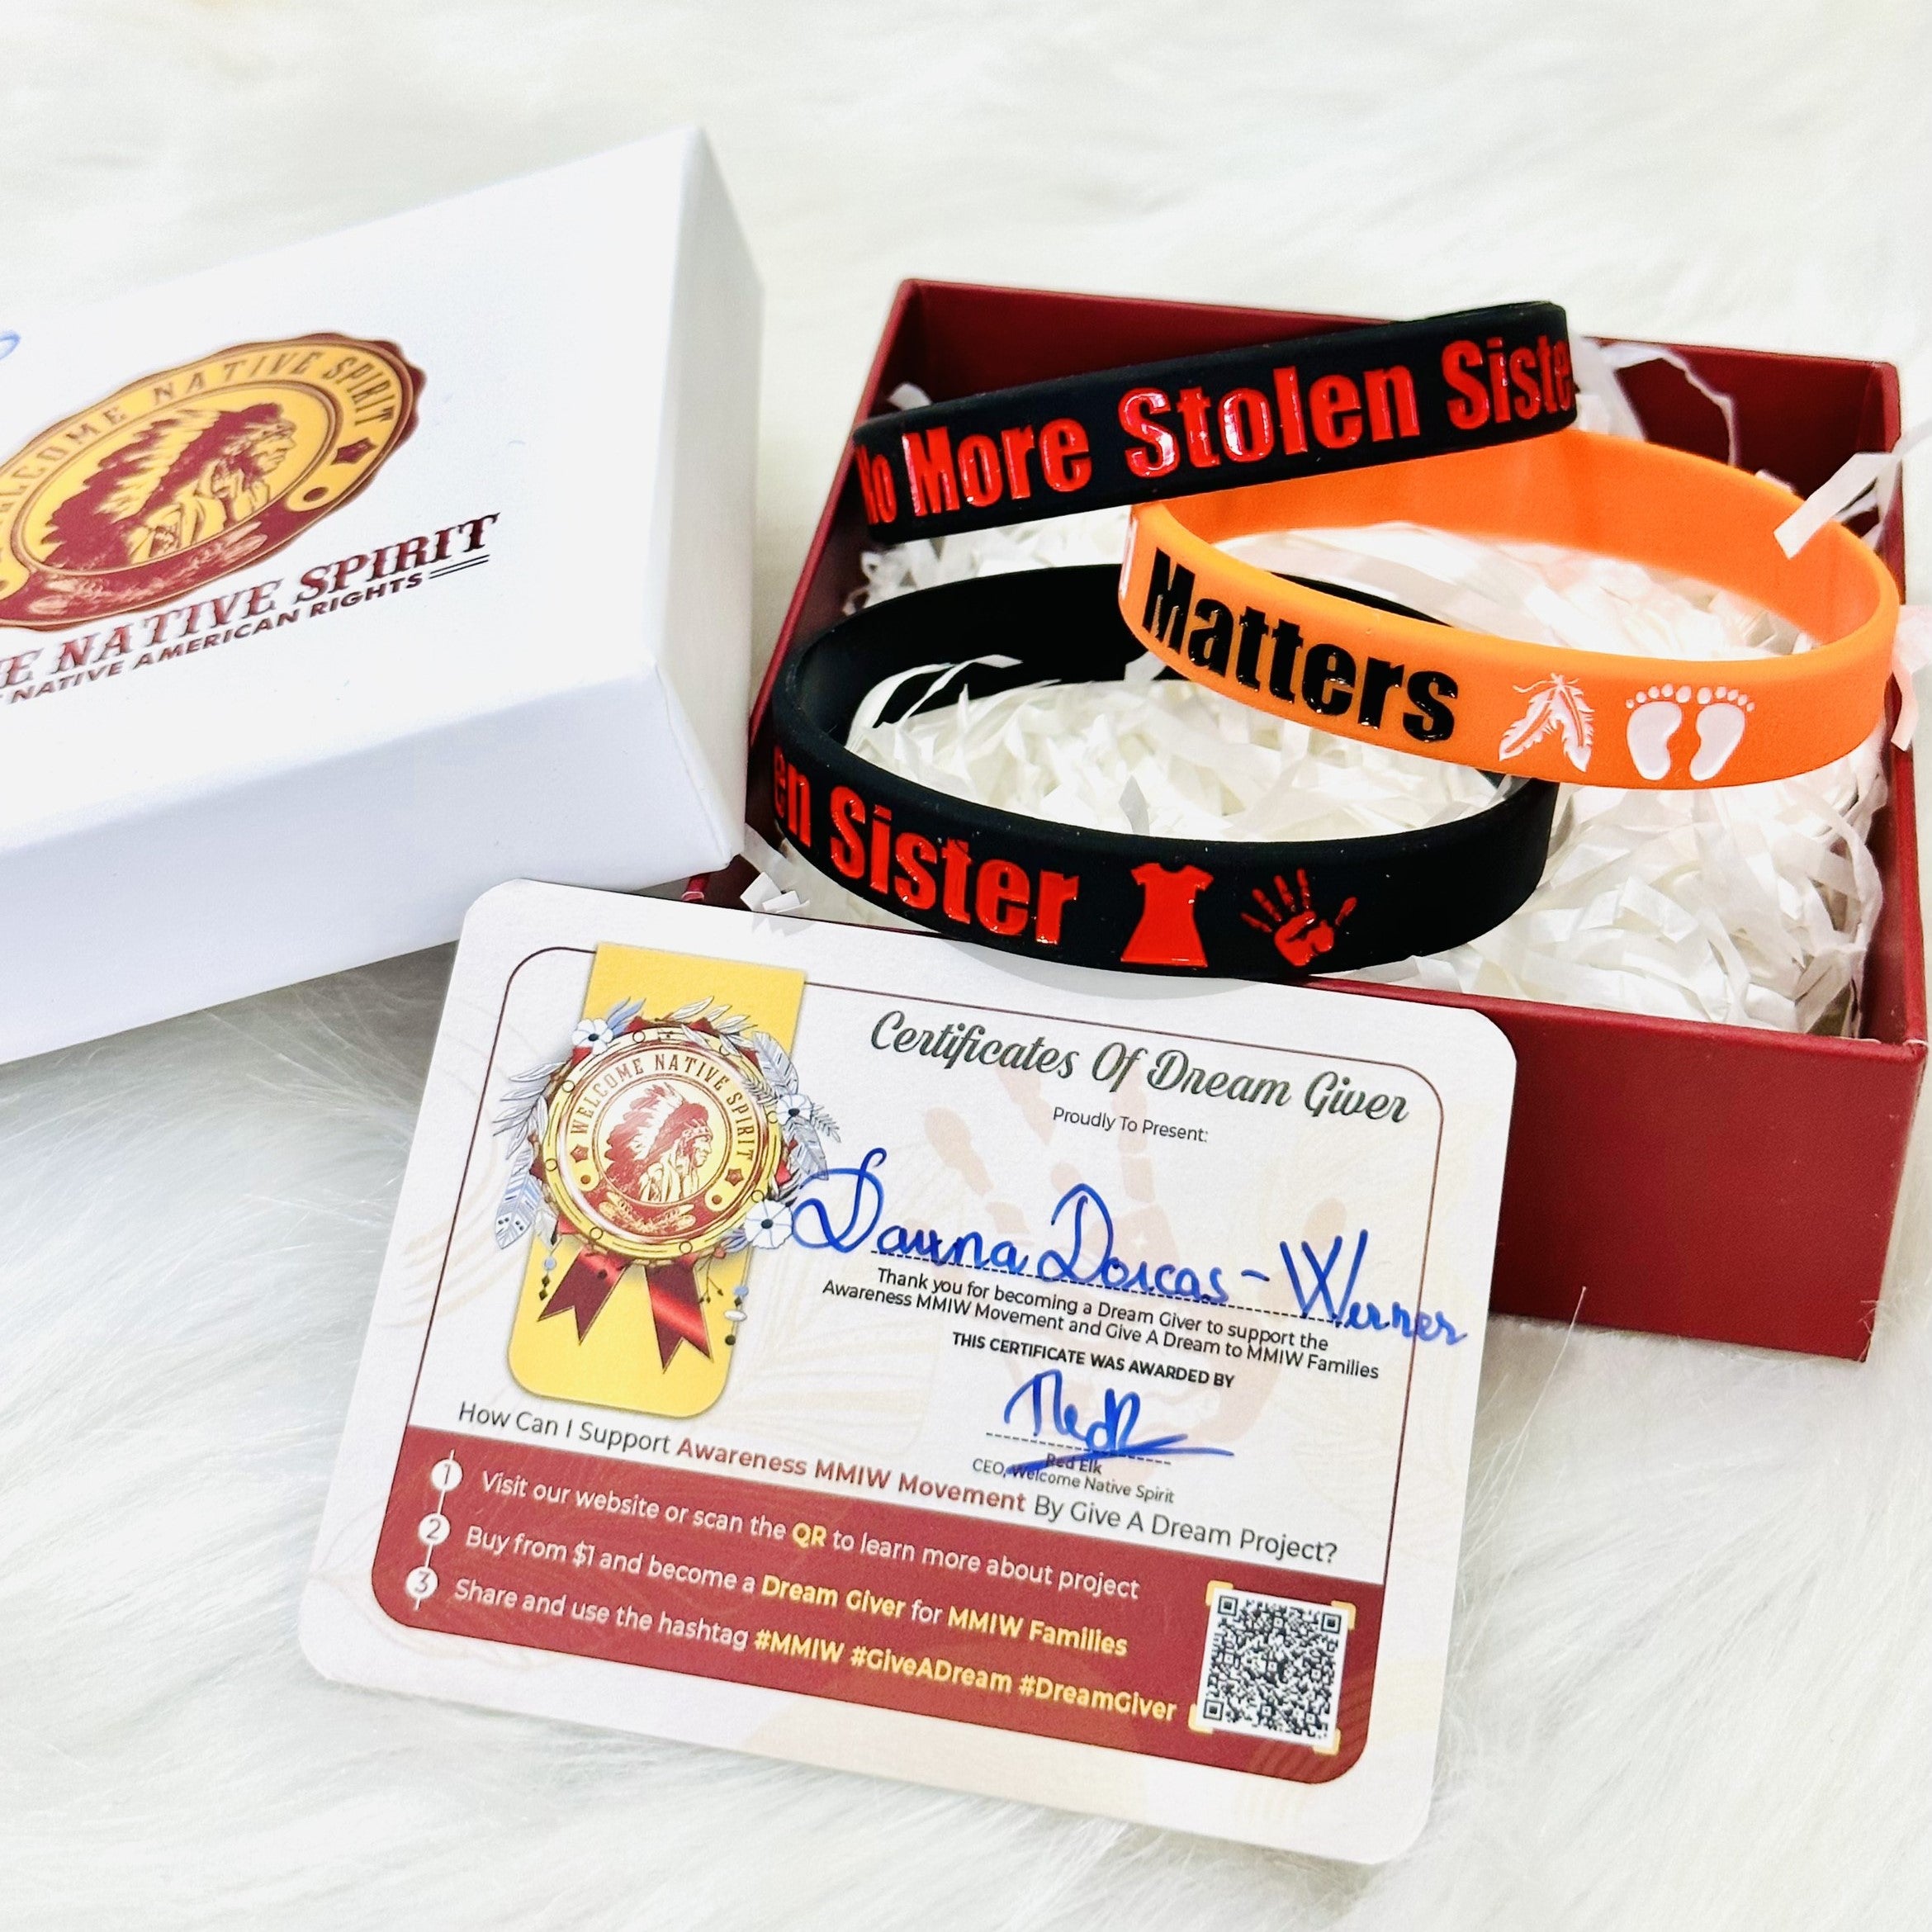 WELCOME NATIVE SPIRIT
NATIVE SPIRIT
NATIVE AMERICAN RIGHTS
No More Stolen Siste
Matters
en Sister
Certificates Of Dream Giver
Proudly To Present:
WELCOME NATIVE SPIRIT
Dauna Dorcas-Werner
Thank you for becoming a Dream Giver to support the
Awareness MMIW Movement and Give A Dream to MMIW Families
THIS CERTIFICATE WAS AWARDED BY
Red Elk
CEO, Welcome Native Spirit
How Can I Support Awareness MMIW Movement By Give A Dream Project?
1 Visit our website or scan the QR to learn more about project
2 Buy from $1 and become a Dream Giver for MMIW Families
3 Share and use the hashtag #MMIW #GiveADream #DreamGiver